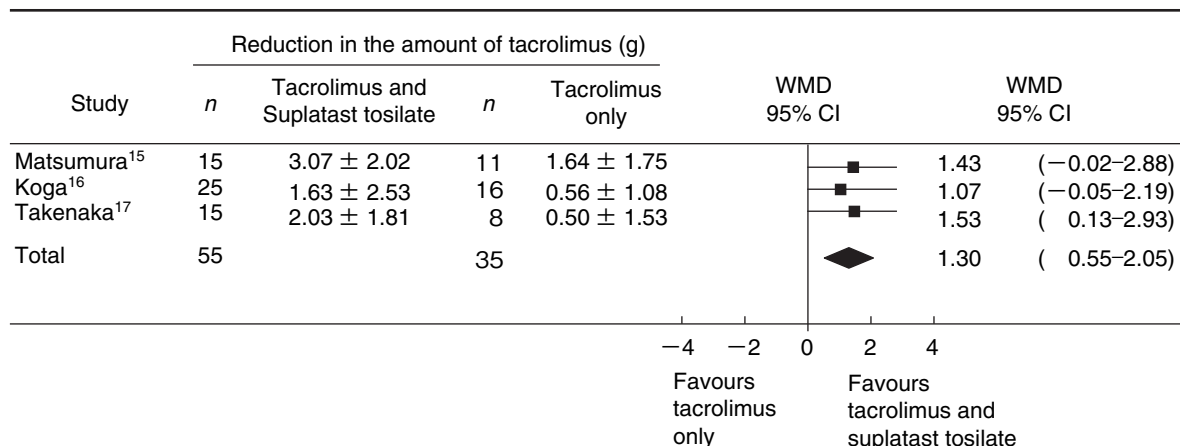 Reduction in the amount of tacrolimus (g)
Study n Tacrolimus and Suplatast tosilate n Tacrolimus only WMD 95% CI WMD 95% CI
Matsumura15 15 3.07 ± 2.02 11 1.64 ± 1.75 1.43 (−0.02–2.88)
Koga16 25 1.63 ± 2.53 16 0.56 ± 1.08 1.07 (−0.05–2.19)
Takenaka17 15 2.03 ± 1.81 8 0.50 ± 1.53 1.53 ( 0.13–2.93)
Total 55 35 1.30 ( 0.55–2.05)
−4 −2 0 2 4
Favours tacrolimus only
Favours tacrolimus and suplatast tosilate